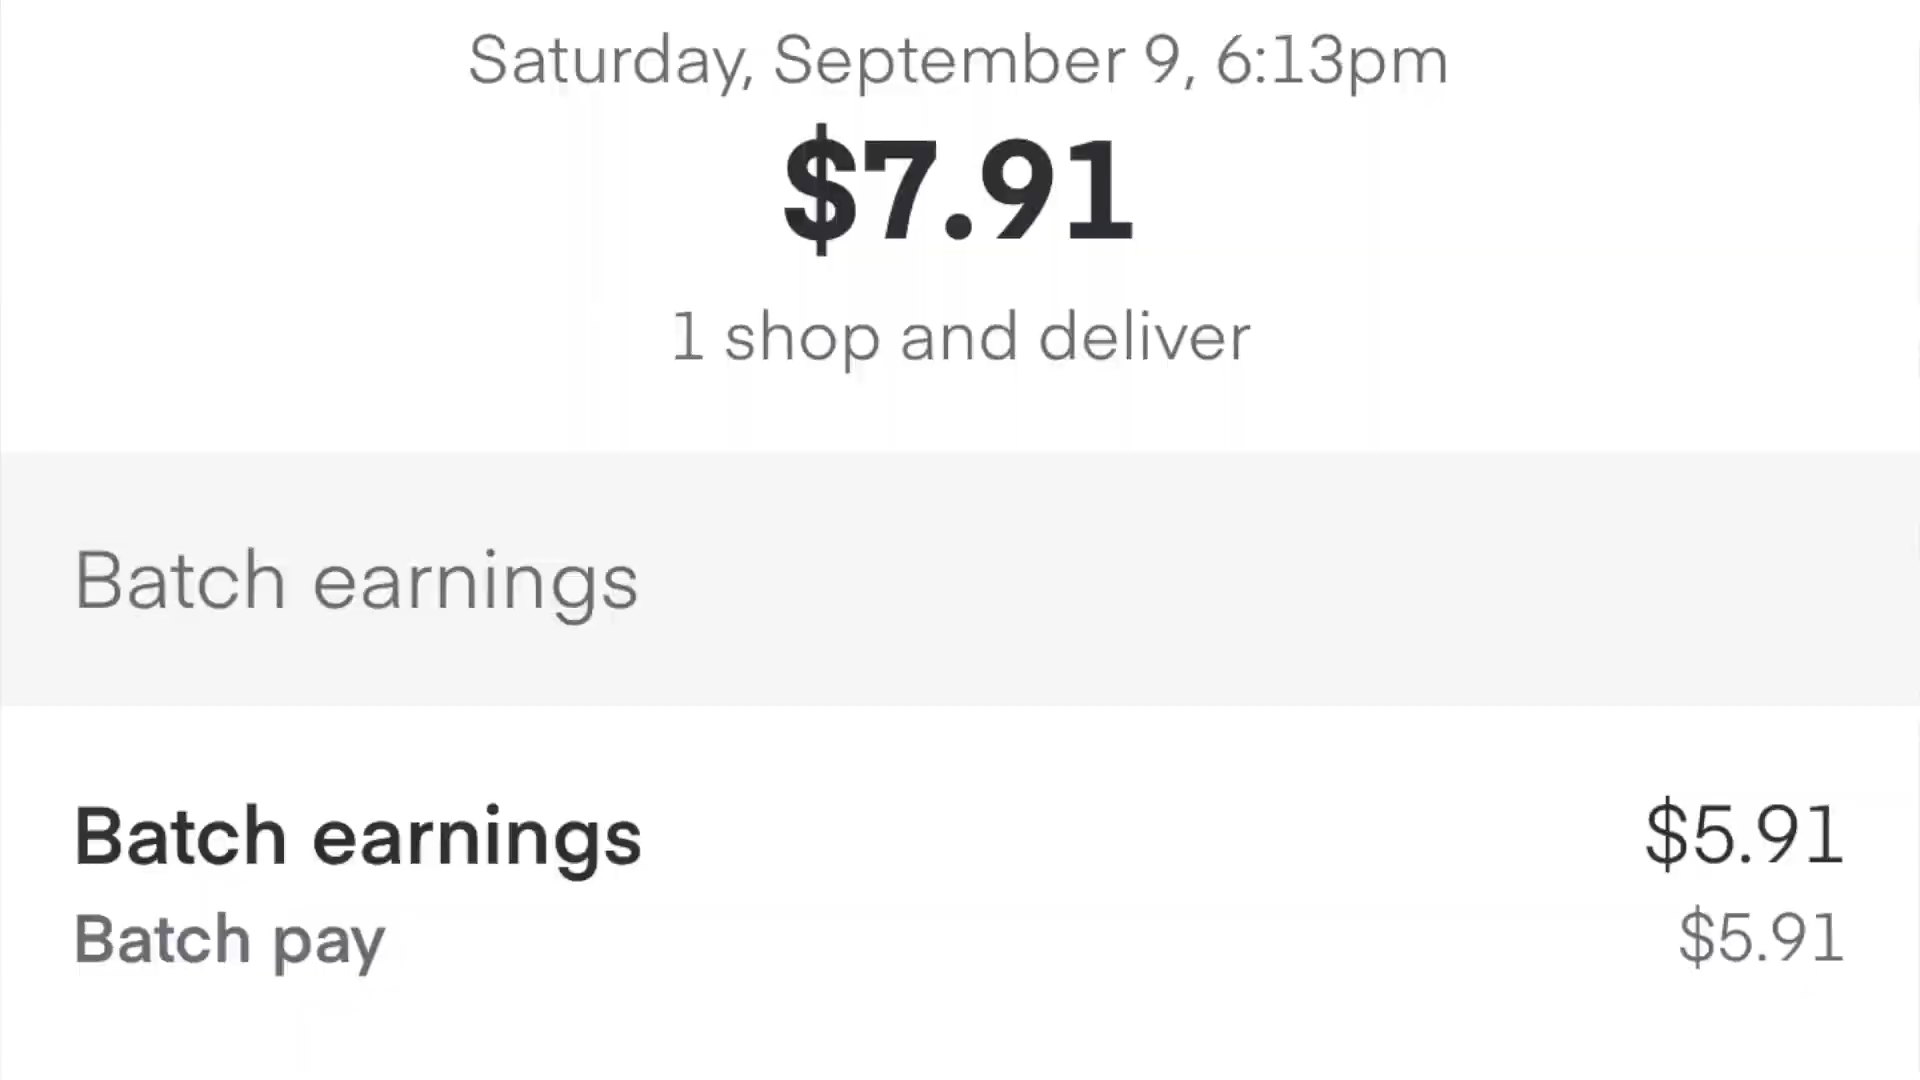 Saturday, September 9, 6:13pm
$7.91
1 shop and deliver
Batch earnings
Batch earnings $5.91
Batch pay $5.91